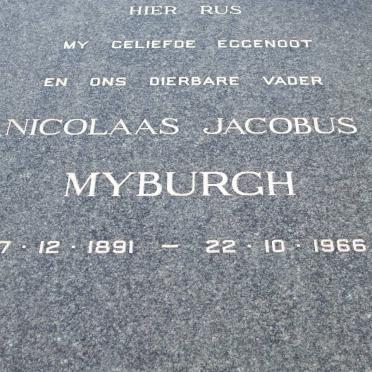 HIER RUS
MY GELIEFDE EGGENOOT
EN ONS DIERBARE VADER
NICOLAAS JACOBUS
MYBURGH
7·12·1891 — 22·10·1966